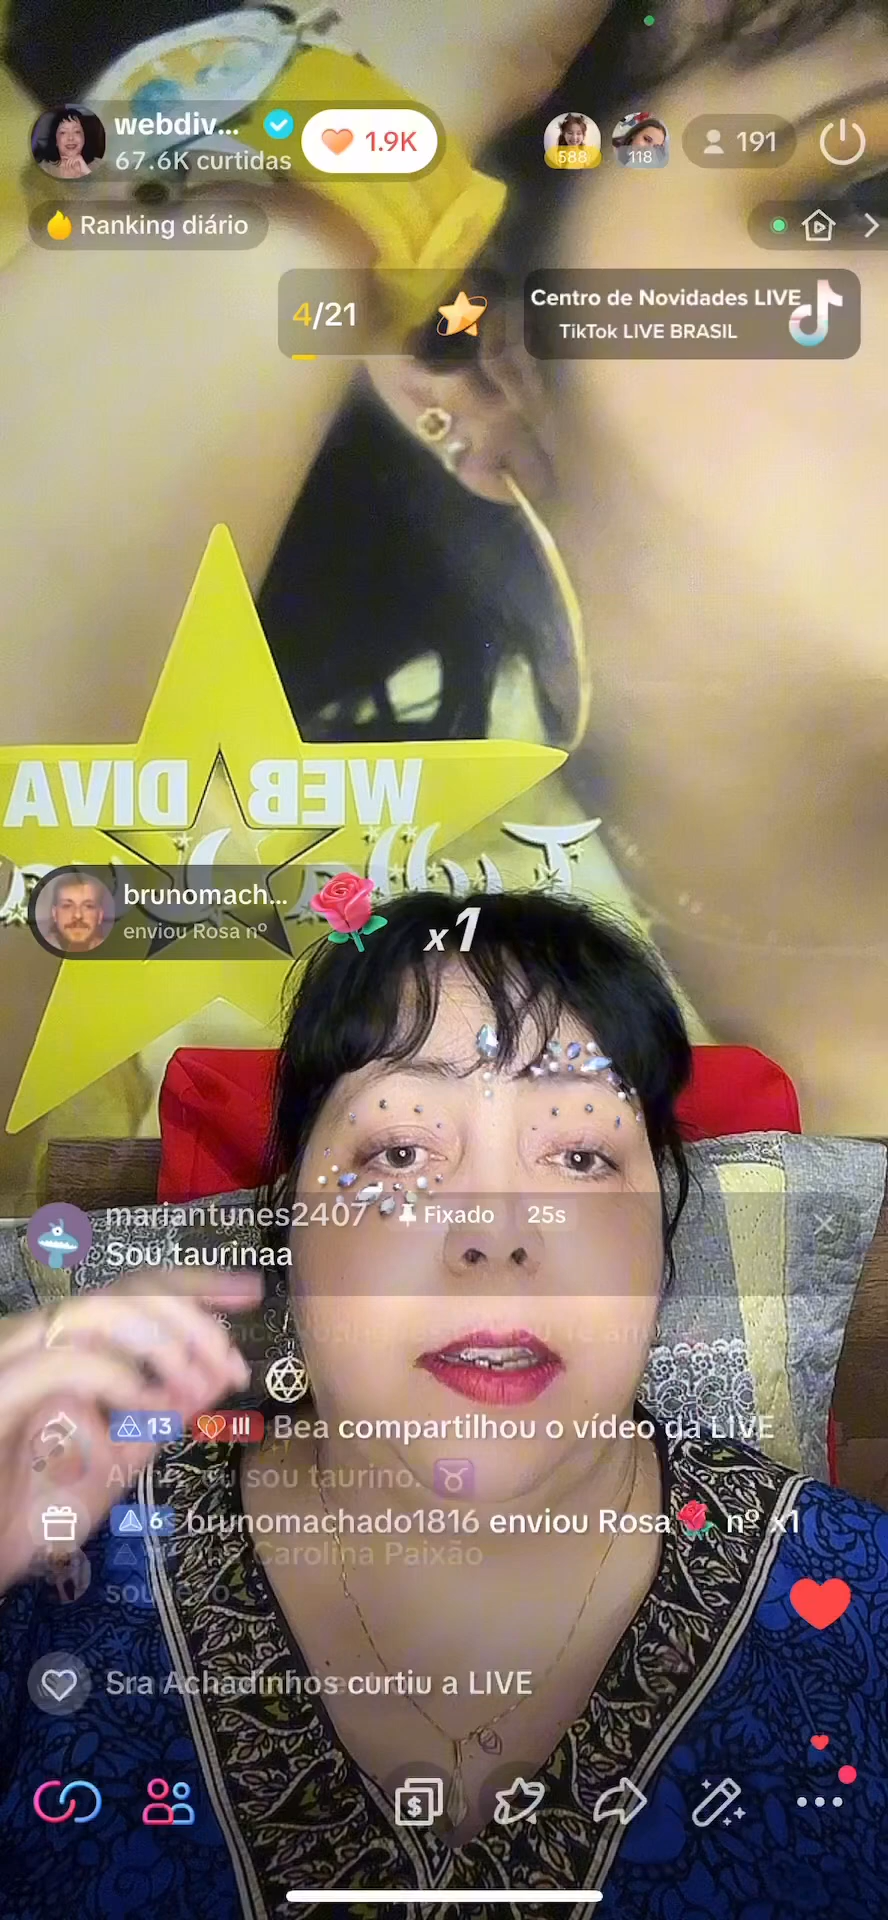 webdiv...
1.9K
67.6K curtidas
588
118
191
Ranking diário
4/21
Centro de Novidades LIVE
TikTok LIVE BRASIL
WEB DIVA
brunomach...
enviou Rosa nº
x1
mariantunes2407
Fixado
25s
Sou taurinaa
13
III
Bea compartilhou o vídeo da LIVE
sou taurino. ♉
6
brunomachado1816 enviou Rosa nº x1
Carolina Paixão
Sra Achadinhos curtiu a LIVE